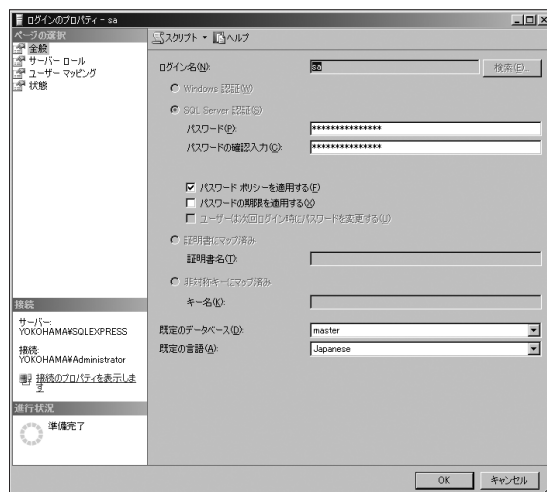 ログインのプロパティ - sa
ページの選択
全般
サーバー ロール
ユーザー マッピング
状態
スクリプト
ヘルプ
ログイン名(N):
sa
検索(E)...
Windows 認証(W)
SQL Server 認証(S)
パスワード(P):
***************
パスワードの確認入力(C):
***************
パスワード ポリシーを適用する(F)
パスワードの期限を適用する(X)
ユーザーは次回ログイン時にパスワードを変更する(U)
証明書にマップ済み
証明書名(T):
非対称キーにマップ済み
キー名(K):
既定のデータベース(D):
master
既定の言語(A):
Japanese
接続
サーバー:
YOKOHAMA¥SQLEXPRESS
接続:
YOKOHAMA¥Administrator
接続のプロパティを表示しま
す
進行状況
準備完了
OK
キャンセル